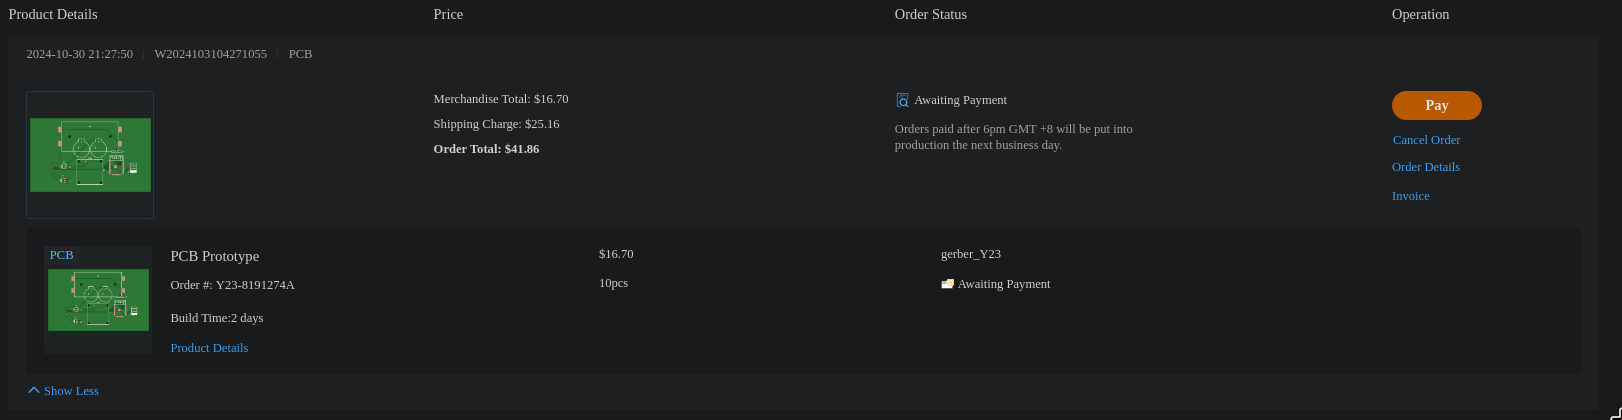 Product Details Price Order Status Operation
2024-10-30 21:27:50 | W2024103104271055 | PCB
Merchandise Total: $16.70
Shipping Charge: $25.16
Order Total: $41.86
Awaiting Payment
Orders paid after 6pm GMT +8 will be put into
production the next business day.
Pay
Cancel Order
Order Details
Invoice
PCB
PCB Prototype
Order #: Y23-8191274A
Build Time:2 days
Product Details
$16.70
10pcs
gerber_Y23
Awaiting Payment
Show Less